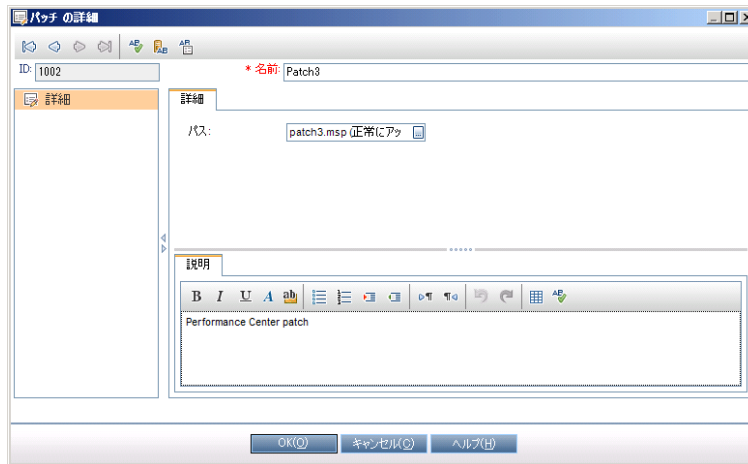 パッチ の詳細
ID: 1002
* 名前: Patch3
詳細
詳細
パス: patch3.msp (正常にアッ
説明
B I U A ab
Performance Center patch
OK(O) キャンセル(C) ヘルプ(H)